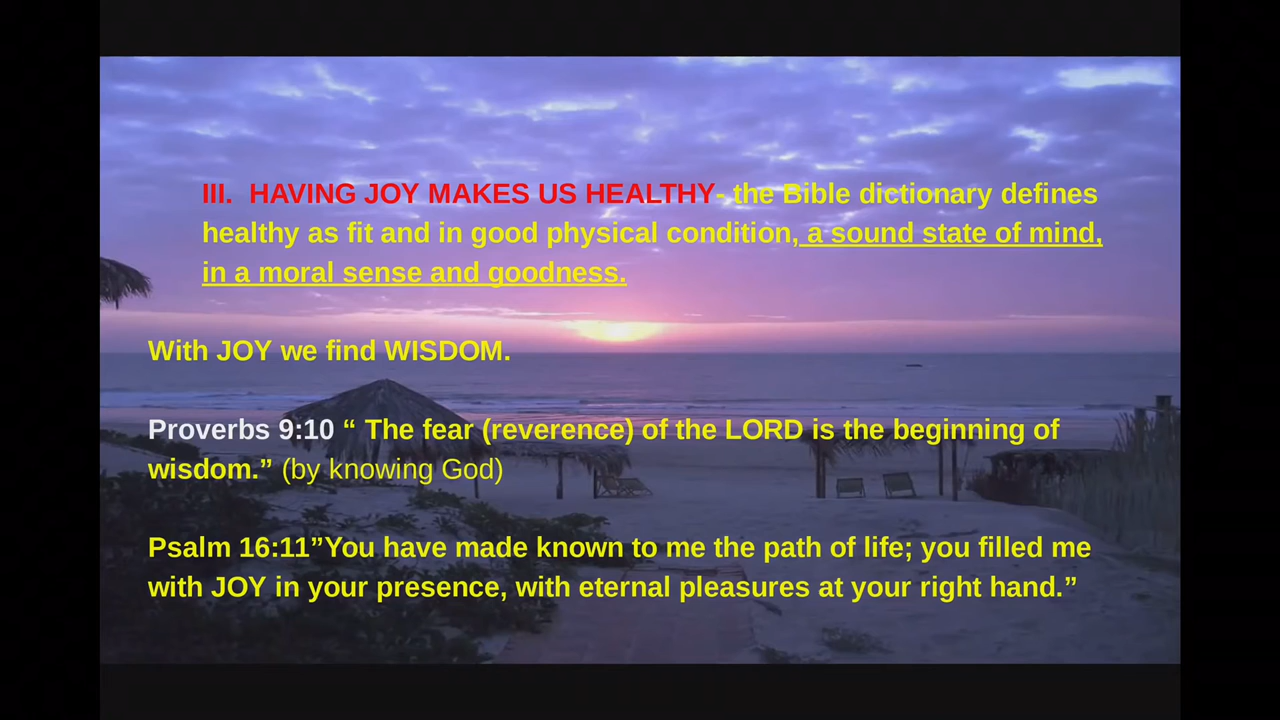 III.  HAVING JOY MAKES US HEALTHY- the Bible dictionary defines
healthy as fit and in good physical condition, a sound state of mind,
in a moral sense and goodness.
With JOY we find WISDOM.
Proverbs 9:10 “ The fear (reverence) of the LORD is the beginning of
wisdom.” (by knowing God)
Psalm 16:11”You have made known to me the path of life; you filled me
with JOY in your presence, with eternal pleasures at your right hand.”